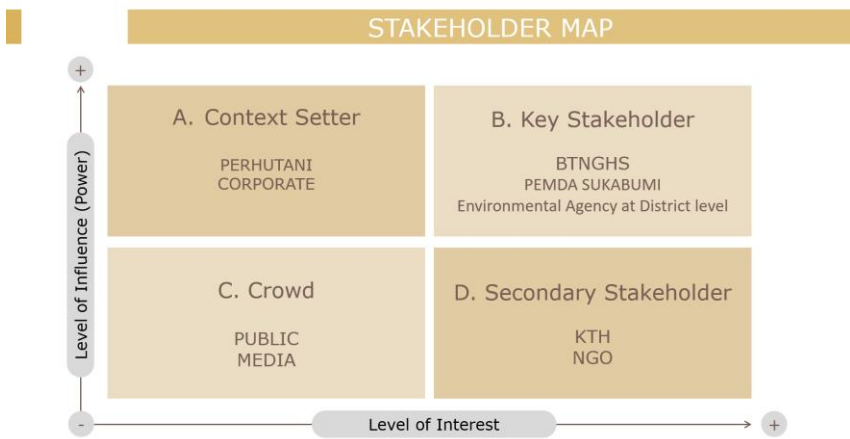 STAKEHOLDER MAP
+
A. Context Setter
PERHUTANI
CORPORATE
B. Key Stakeholder
BTNGHS
PEMDA SUKABUMI
Environmental Agency at District level
Level of Influence (Power)
C. Crowd
PUBLIC
MEDIA
D. Secondary Stakeholder
KTH
NGO
-
Level of Interest
+